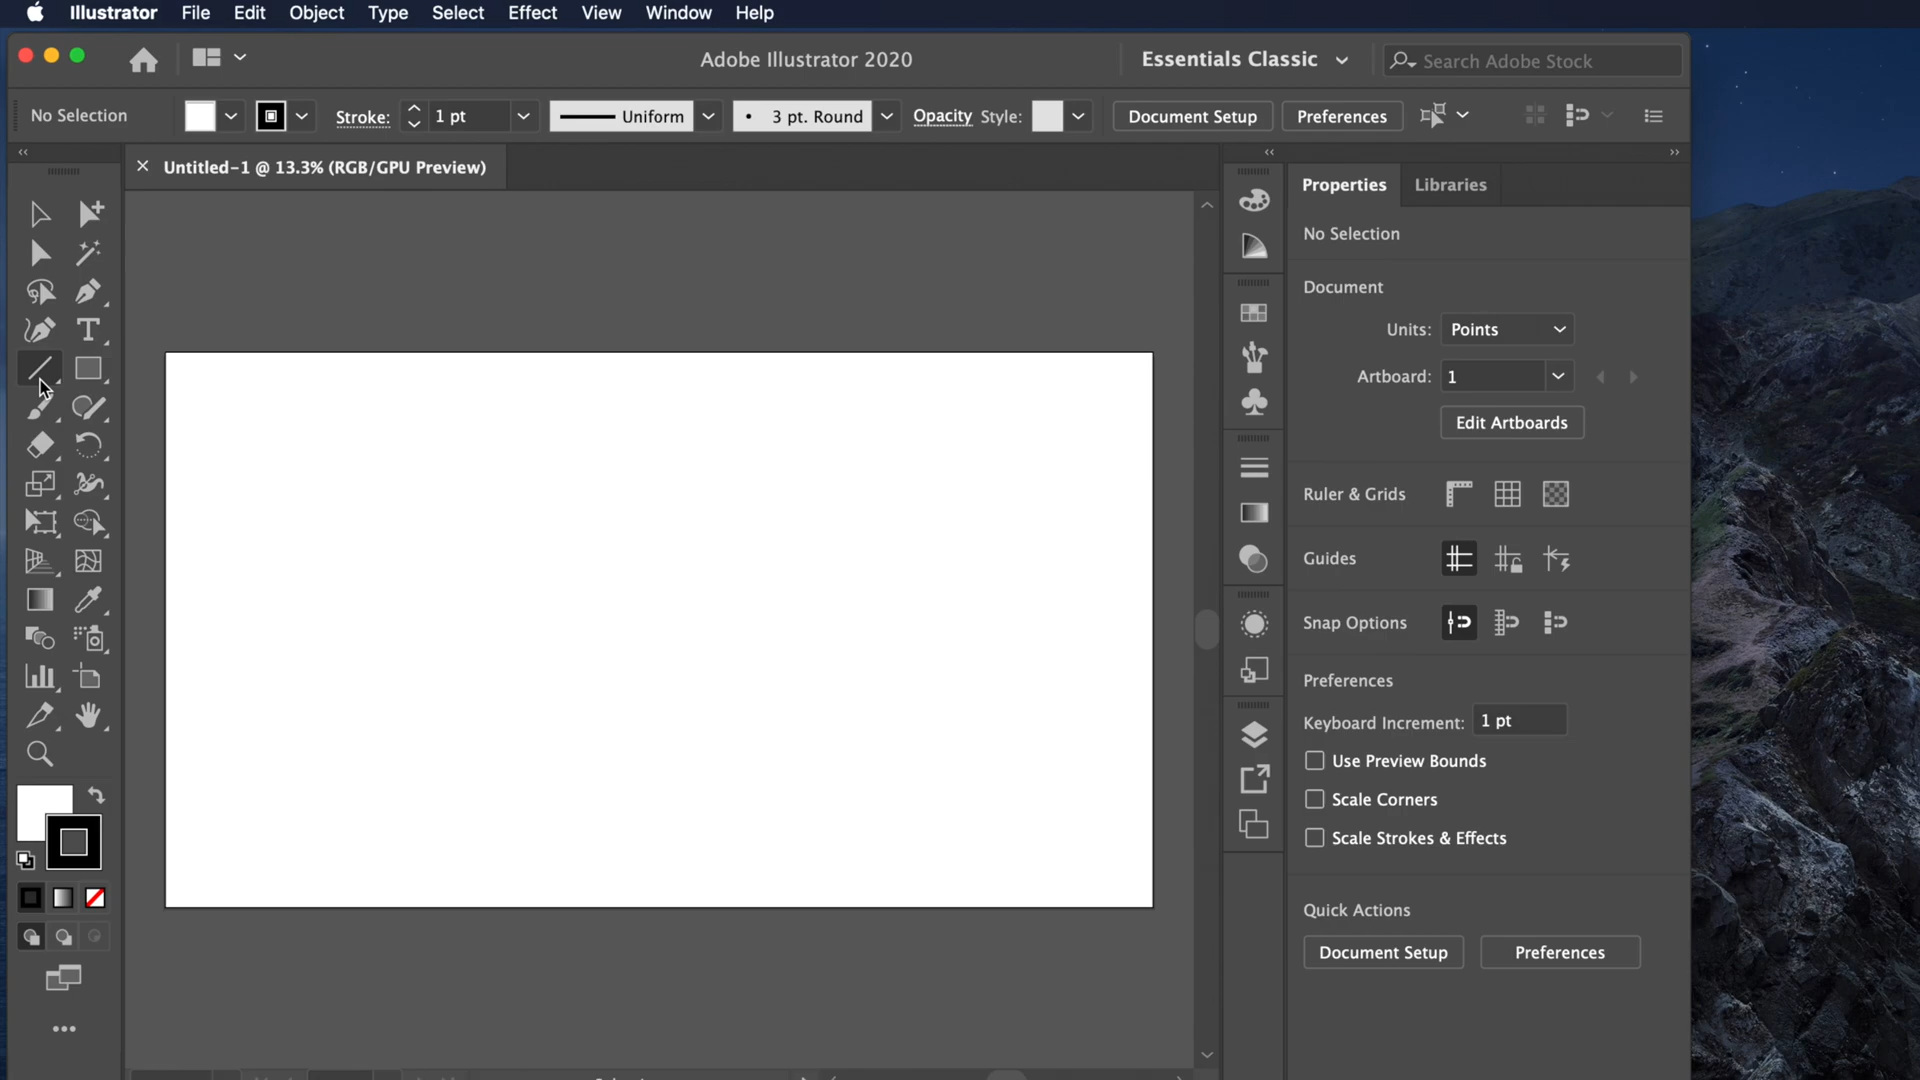 Illustrator File Edit Object Type Select Effect View Window Help
Adobe Illustrator 2020 Essentials Classic Search Adobe Stock
No Selection Stroke: 1 pt Uniform 3 pt. Round Opacity Style: Document Setup Preferences
Untitled-1 @ 13.3% (RGB/GPU Preview)
Properties Libraries
No Selection
Document
Units: Points
Artboard: 1
Edit Artboards
Ruler & Grids
Guides
Snap Options
Preferences
Keyboard Increment: 1 pt
Use Preview Bounds
Scale Corners
Scale Strokes & Effects
Quick Actions
Document Setup Preferences